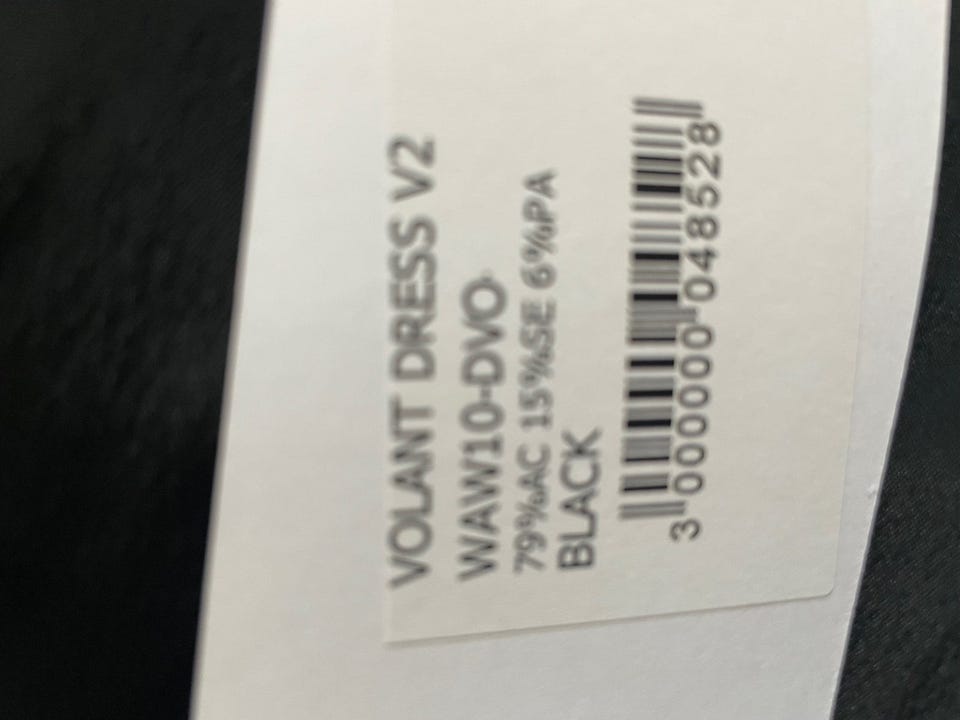 VOLANT DRESS V2
WAW10-DVO-
79%AC 15%SE 6%PA
BLACK
3 000000 048528